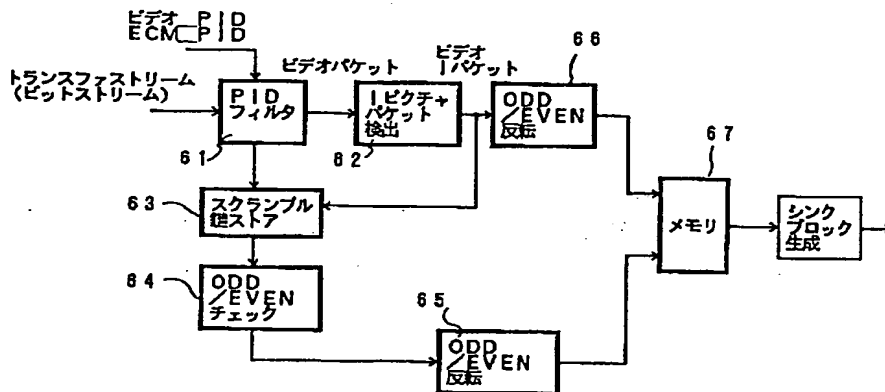 ビデオ_PID
ECM_PID
トランスファストリーム
(ビットストリーム)
PID
フィルタ
61
ビデオパケット
Iピクチャ
パケット
検出
62
ビデオ
Iパケット
66
ODD
/EVEN
反転
67
メモリ
シンク
ブロック
生成
63
スクランブル
鍵ストア
64
ODD
/EVEN
チェック
65
ODD
/EVEN
反転